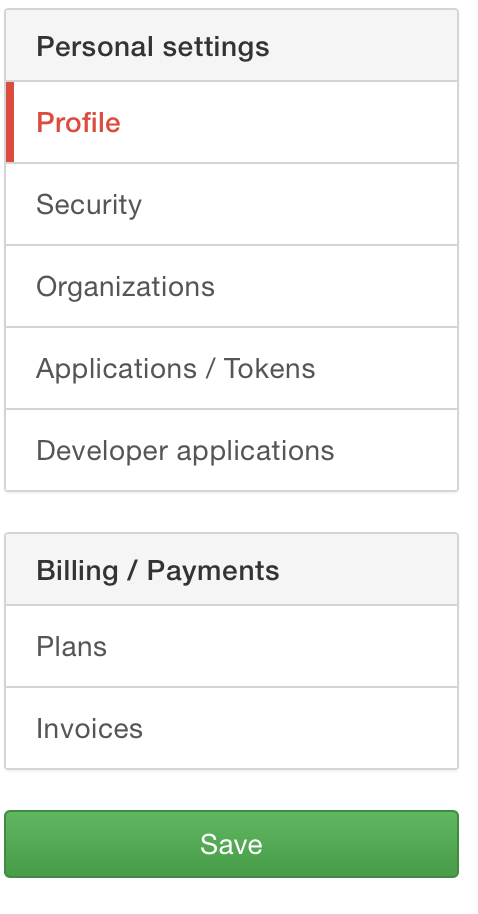 Personal settings
Profile
Security
Organizations
Applications / Tokens
Developer applications
Billing / Payments
Plans
Invoices
Save